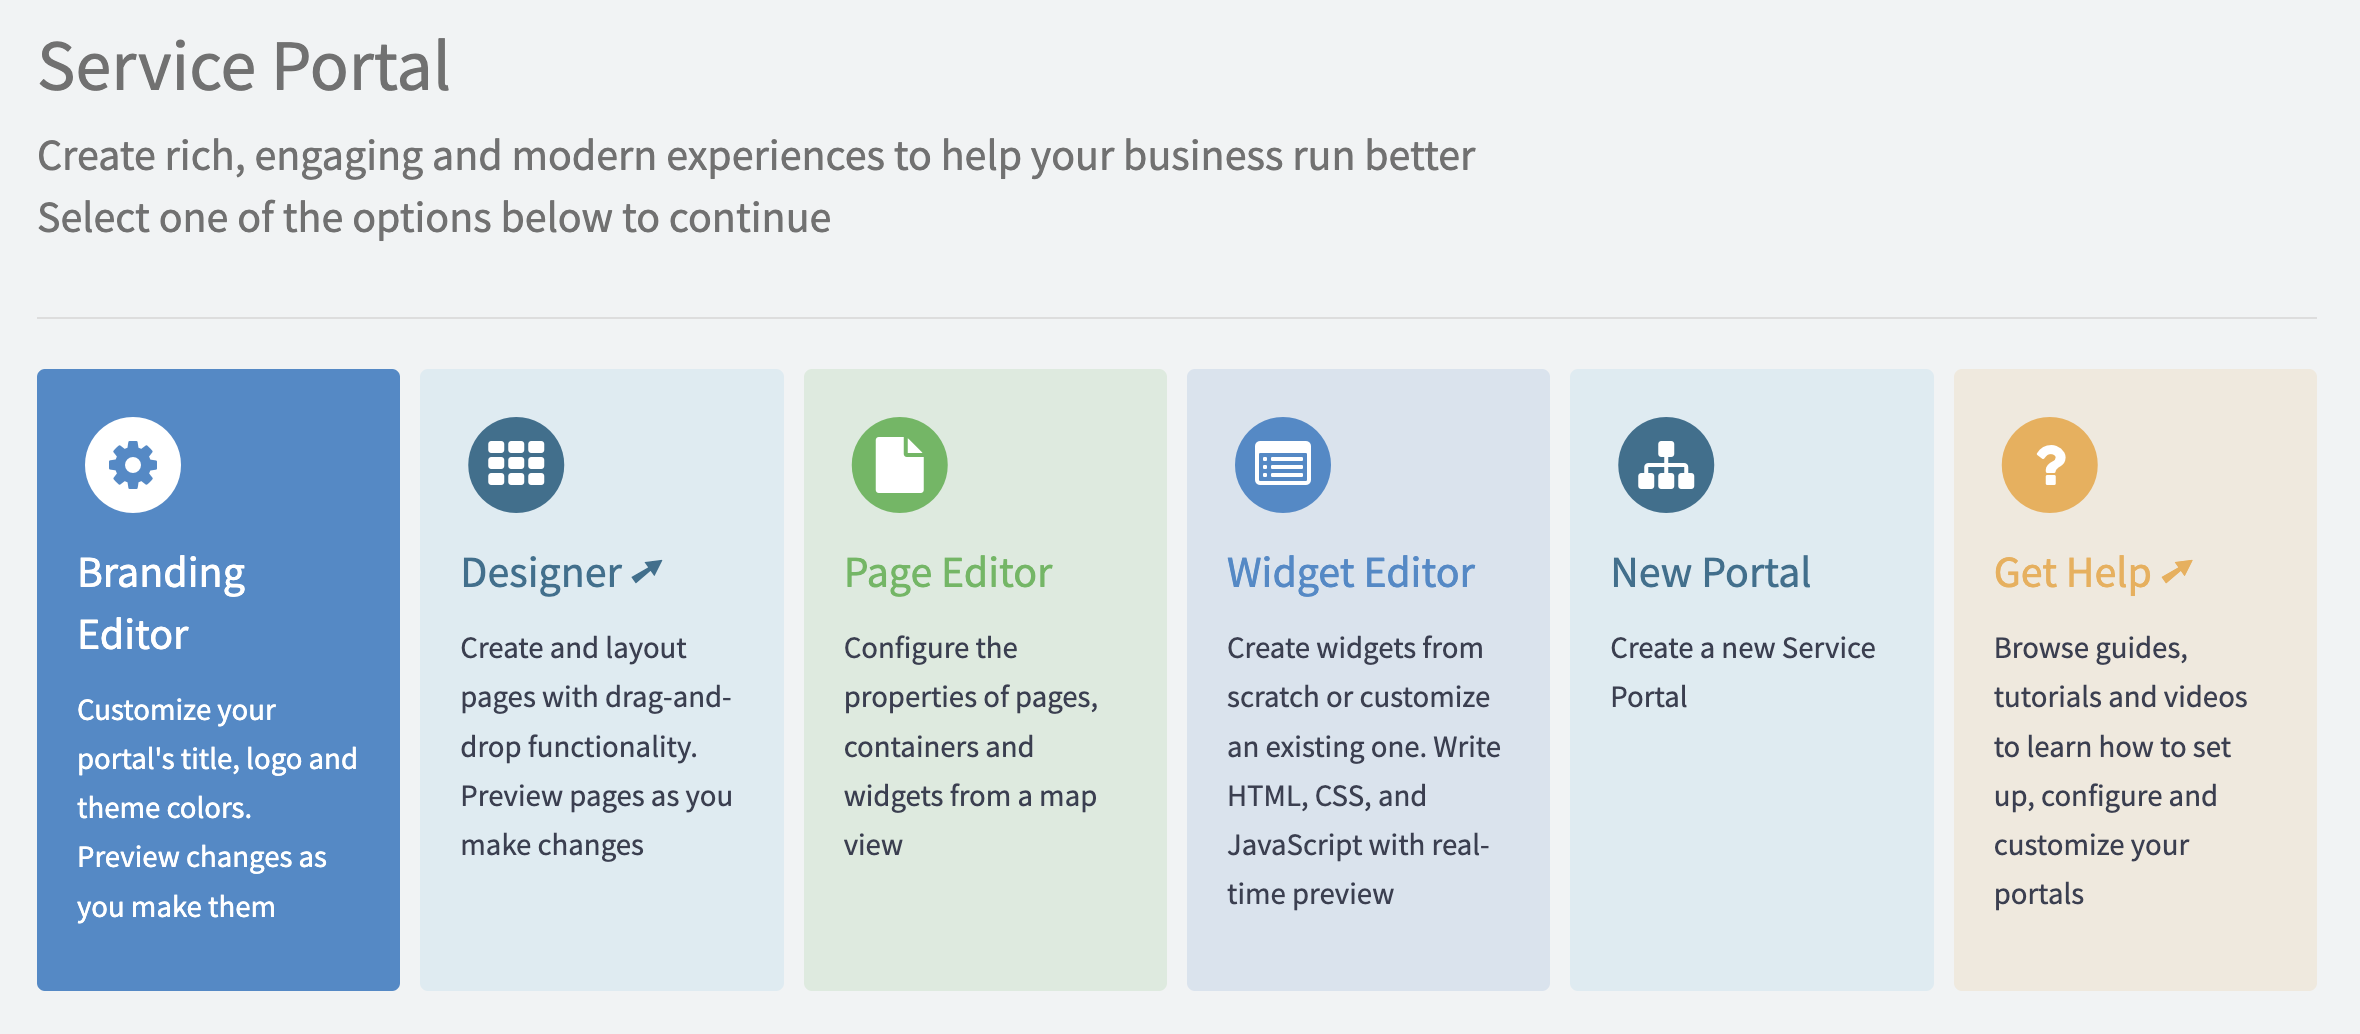 Service Portal
Create rich, engaging and modern experiences to help your business run better
Select one of the options below to continue
Branding
Editor
Customize your
portal's title, logo and
theme colors.
Preview changes as
you make them
Designer
Create and layout
pages with drag-and-
drop functionality.
Preview pages as you
make changes
Page Editor
Configure the
properties of pages,
containers and
widgets from a map
view
Widget Editor
Create widgets from
scratch or customize
an existing one. Write
HTML, CSS, and
JavaScript with real-
time preview
New Portal
Create a new Service
Portal
?
Get Help
Browse guides,
tutorials and videos
to learn how to set
up, configure and
customize your
portals